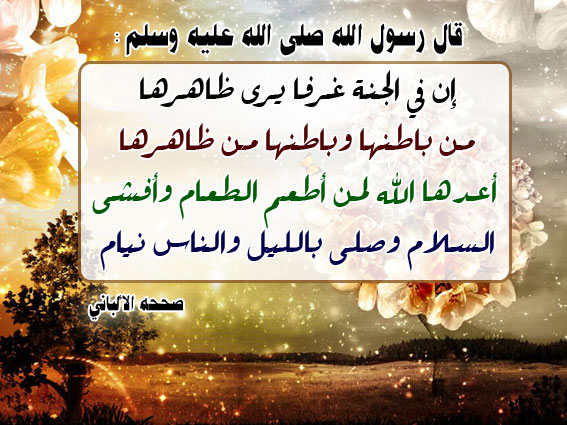 قال رسول الله صلى الله عليه وسلم :
إن في الجنة غرفا يرى ظاهرها
من باطنها وباطنها من ظاهرها
أعدها الله لمن أطعم الطعام وأفشى
السلام وصلى بالليل والناس نيام
صححه الالباني